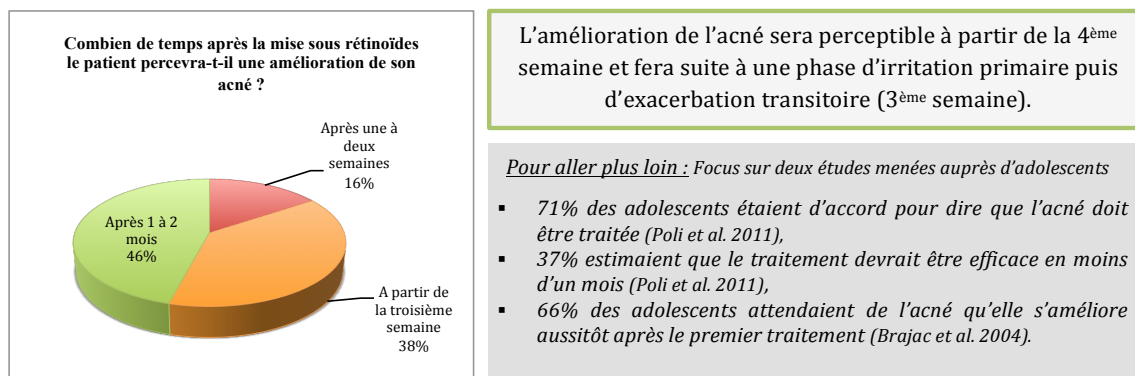 Combien de temps après la mise sous rétinoïdes
le patient percevra-t-il une amélioration de son
acné ?
Après une à
deux
semaines
16%
Après 1 à 2
mois
46%
A partir de
la troisième
semaine
38%
L’amélioration de l’acné sera perceptible à partir de la 4ème
semaine et fera suite à une phase d’irritation primaire puis
d’exacerbation transitoire (3ème semaine).
Pour aller plus loin : Focus sur deux études menées auprès d’adolescents
▪ 71% des adolescents étaient d’accord pour dire que l’acné doit
être traitée (Poli et al. 2011),
▪ 37% estimaient que le traitement devrait être efficace en moins
d’un mois (Poli et al. 2011),
▪ 66% des adolescents attendaient de l’acné qu’elle s’améliore
aussitôt après le premier traitement (Brajac et al. 2004).